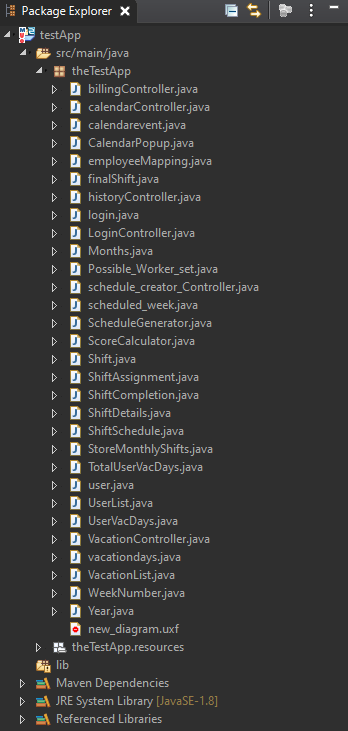 Package Explorer
testApp
src/main/java
theTestApp
billingController.java
calendarController.java
calendarevent.java
CalendarPopup.java
employeeMapping.java
finalShift.java
historyController.java
login.java
LoginController.java
Months.java
Possible_Worker_set.java
schedule_creator_Controller.java
scheduled_week.java
ScheduleGenerator.java
ScoreCalculator.java
Shift.java
ShiftAssignment.java
ShiftCompletion.java
ShiftDetails.java
ShiftSchedule.java
StoreMonthlyShifts.java
TotalUserVacDays.java
user.java
UserList.java
UserVacDays.java
VacationController.java
vacationdays.java
VacationList.java
WeekNumber.java
Year.java
new_diagram.uxf
theTestApp.resources
lib
Maven Dependencies
JRE System Library [JavaSE-1.8]
Referenced Libraries